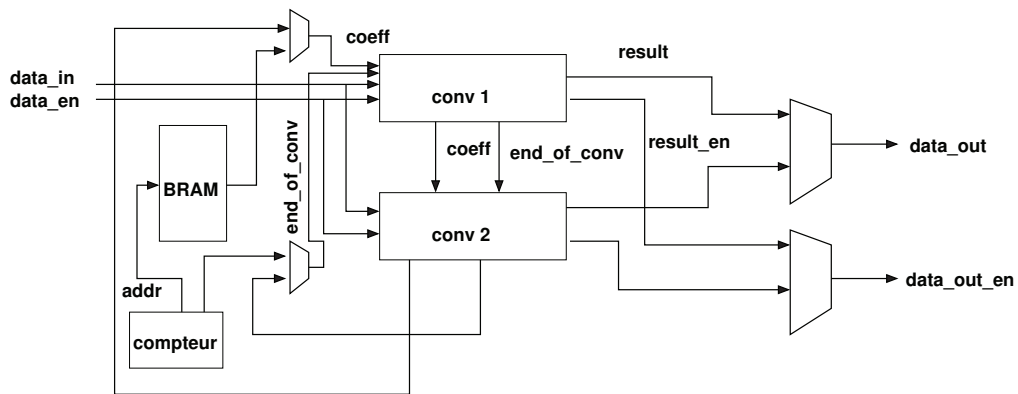 coeff
result
data_in
data_en
conv 1
end_of_conv
coeff
end_of_conv
result_en
data_out
BRAM
conv 2
addr
data_out_en
compteur